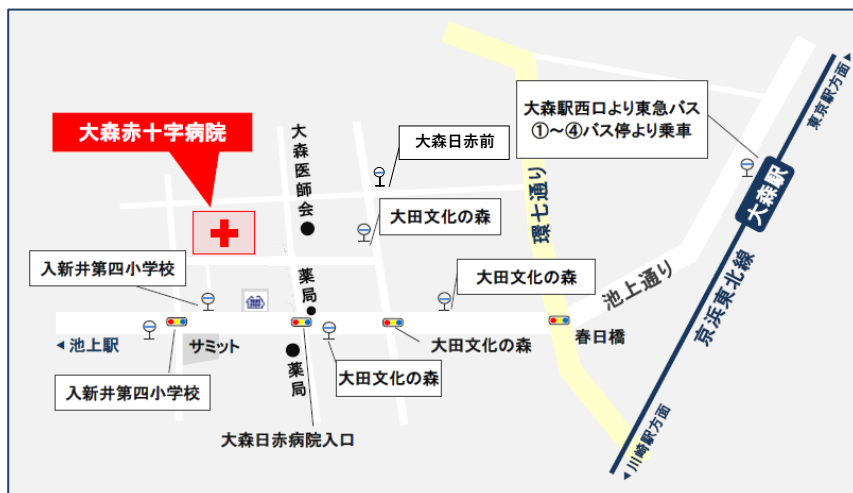 大森赤十字病院
大森医師会
大森日赤前
大森駅西口より東急バス
①～④バス停より乗車
東京駅方面
大森駅
環七通り
大田文化の森
入新井第四小学校
薬局
大田文化の森
池上通り
京浜東北線
池上駅
サミット
大田文化の森
春日橋
薬局
大田文化の森
入新井第四小学校
大森日赤病院入口
川崎駅方面